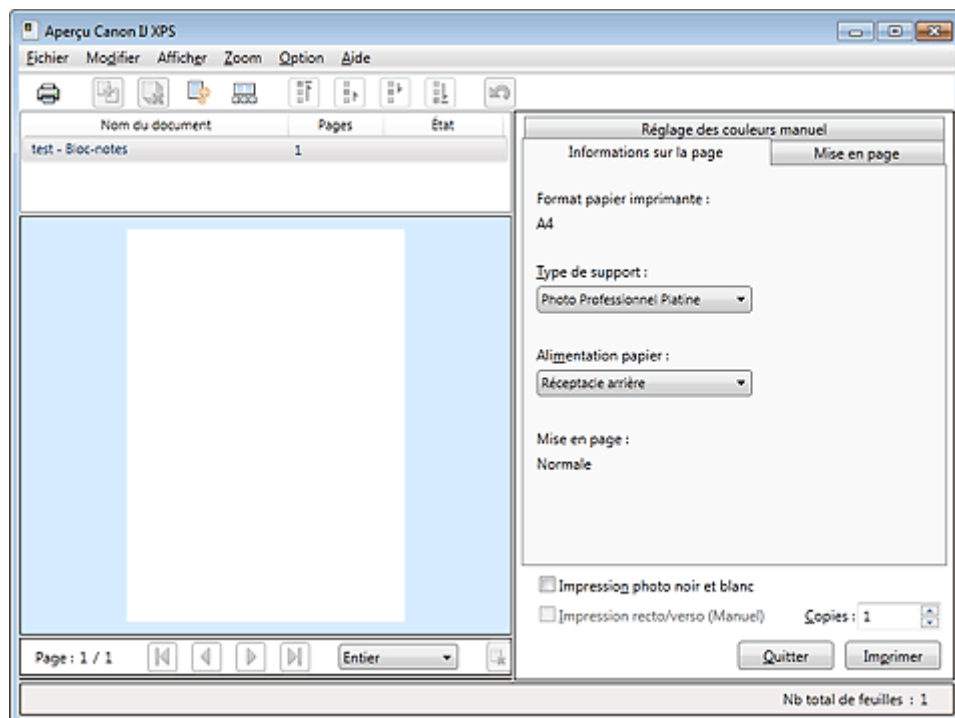 Aperçu Canon IJ XPS
Fichier Modifier Afficher Zoom Option Aide
Nom du document Pages État
test - Bloc-notes 1
Réglage des couleurs manuel
Informations sur la page Mise en page
Format papier imprimante :
A4
Type de support :
Photo Professionnel Platine
Alimentation papier :
Réceptacle arrière
Mise en page :
Normale
Impression photo noir et blanc
Impression recto/verso (Manuel) Copies : 1
Page : 1 / 1 Entier Quitter Imprimer
Nb total de feuilles : 1